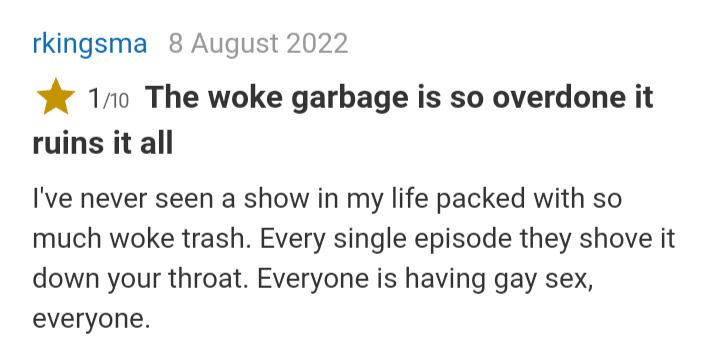 rkingsma 8 August 2022
1/10 The woke garbage is so overdone it
ruins it all
I've never seen a show in my life packed with so
much woke trash. Every single episode they shove it
down your throat. Everyone is having gay sex,
everyone.